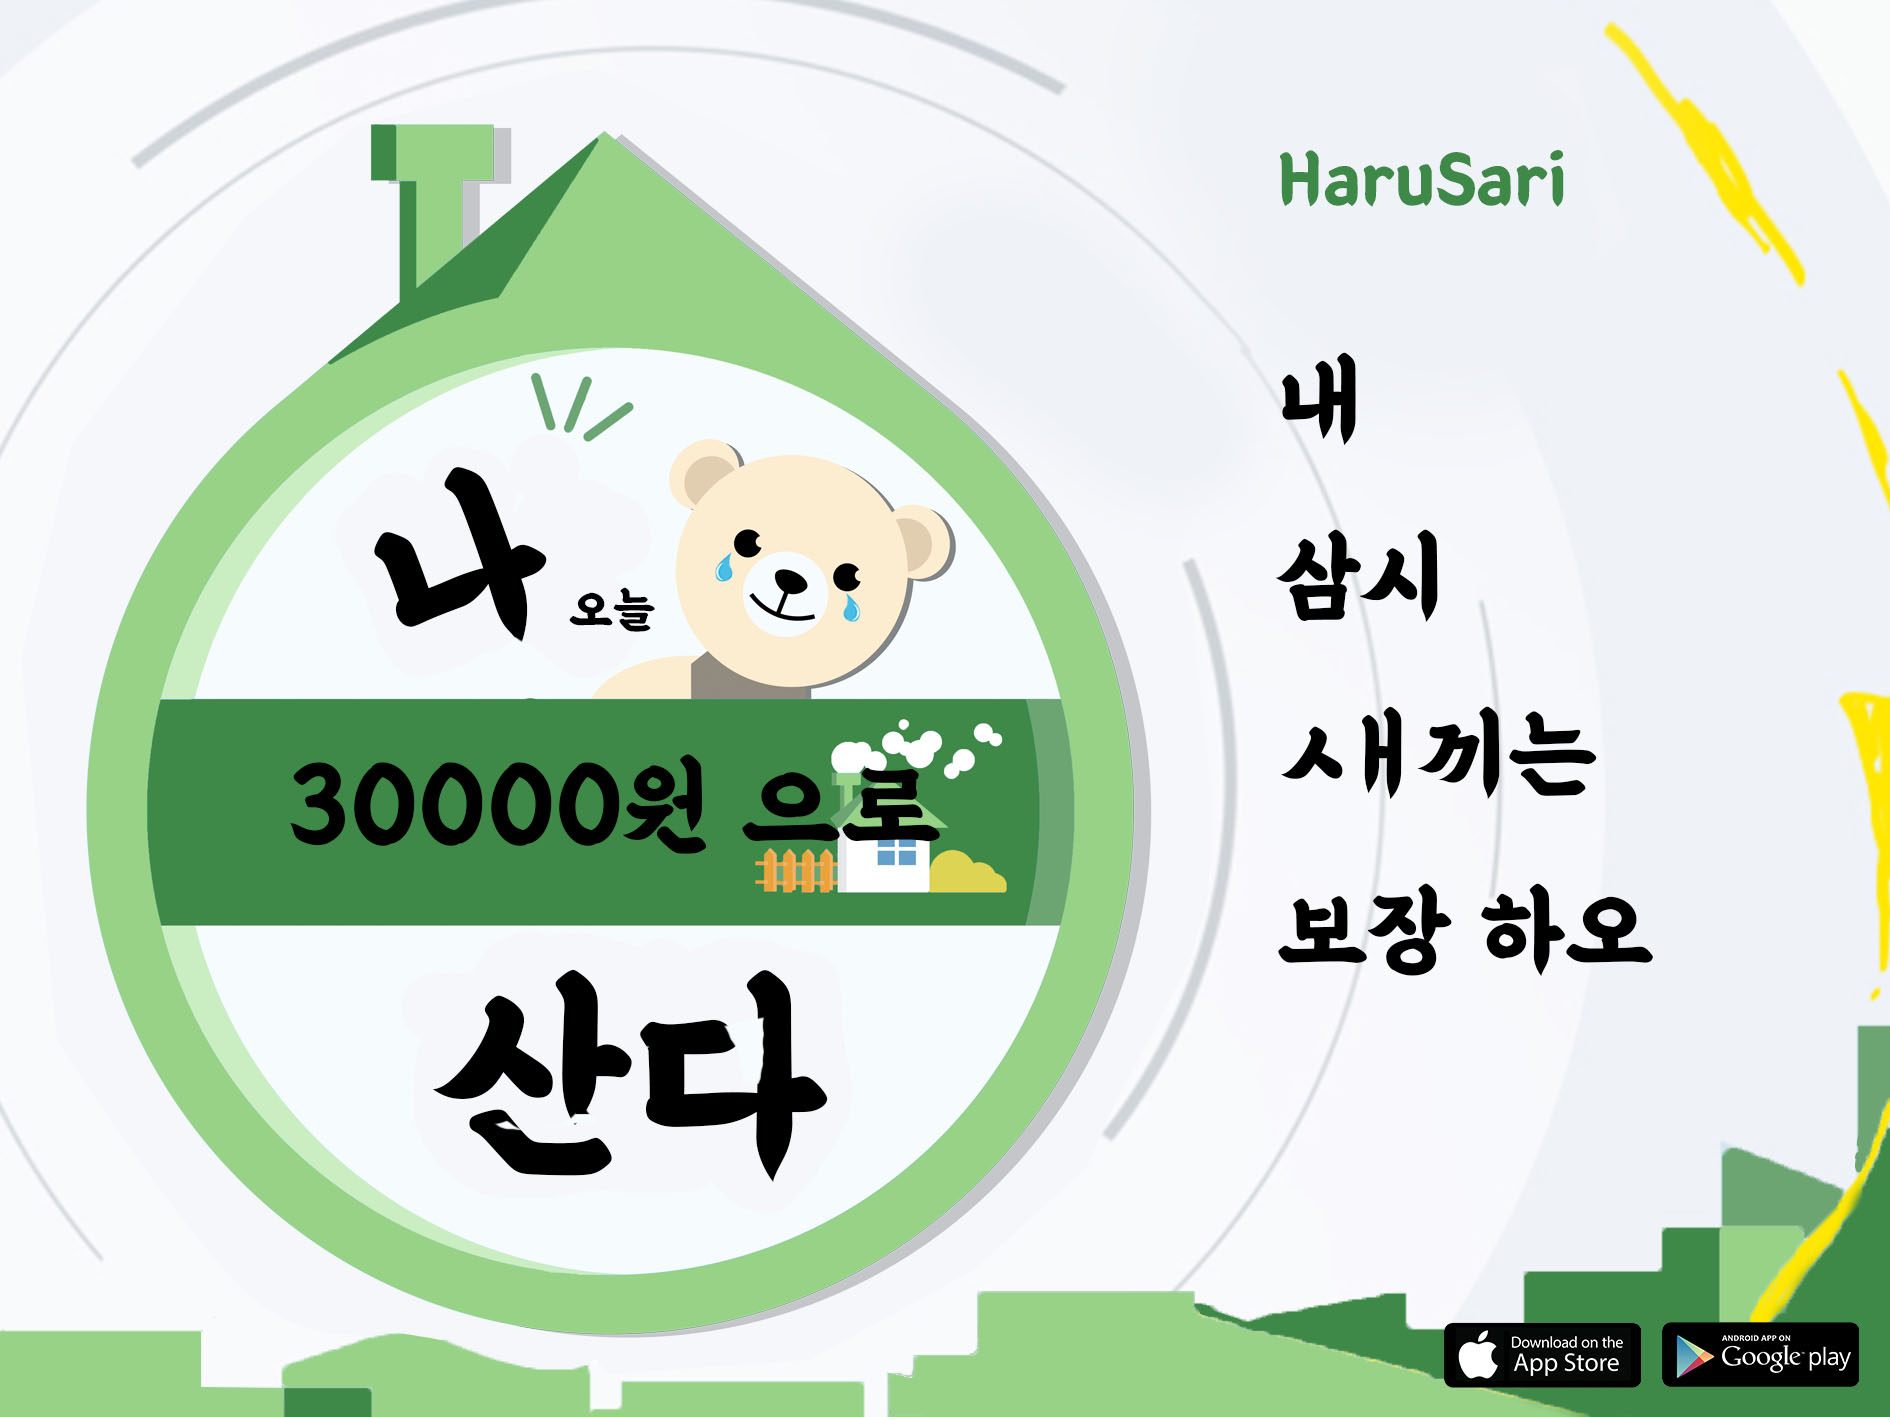 나 오늘
30000원 으로
산다
HaruSari
내
삼시
새끼는
보장 하오
Download on the
App Store
ANDROID APP ON
Google play